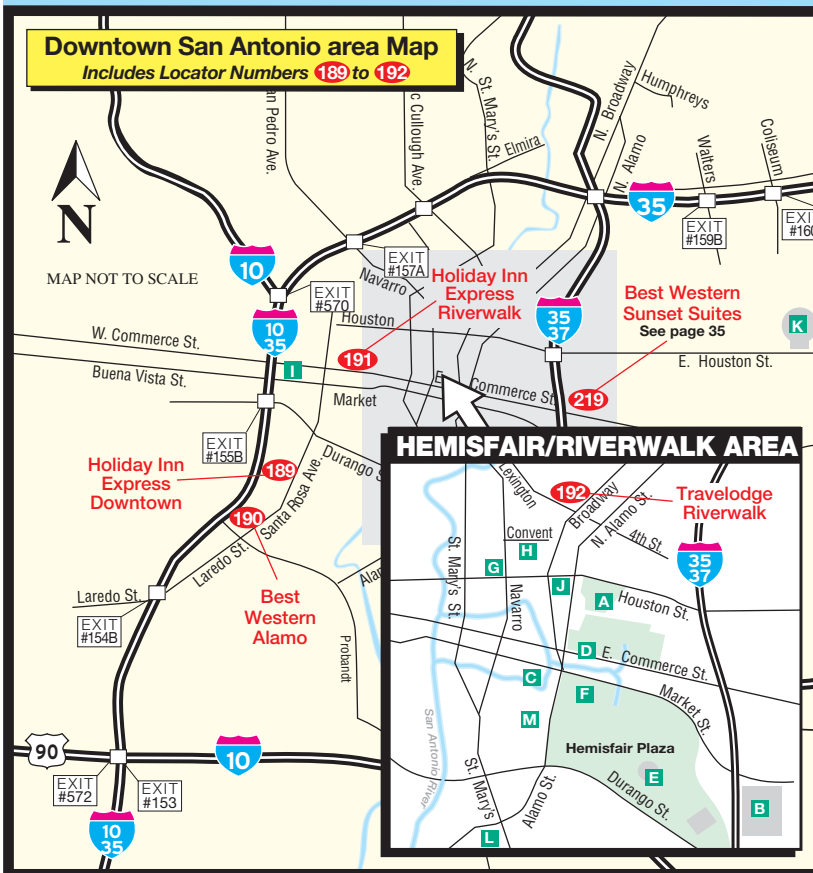 Downtown San Antonio area Map
Includes Locator Numbers 189 to 192
N. St. Mary's St.
N. Broadway
Humphreys
an Pedro Ave.
c Cullough Ave.
Elmira
N. Alamo
Walters
Coliseum
35
N
MAP NOT TO SCALE
10
EXIT
#157A
EXIT
#159B
EXI
#160
Navarro
EXIT
#570
Holiday Inn
Express
Riverwalk
Best Western
Sunset Suites
See page 35
10
35
Houston
35
37
K
W. Commerce St.
191
E. Houston St.
I
Buena Vista St.
E. Commerce St.
219
Market
EXIT
#155B
Durango S
Holiday Inn
Express
Downtown
189
Santa Rosa Ave.
190
Laredo St.
Alam
Laredo St.
Best
Western
Alamo
EXIT
#154B
Probandt
San Antonio River
90
10
EXIT
#572
EXIT
#153
10
35
HEMISFAIR/RIVERWALK AREA
Lexington
192
Broadway
Travelodge
Riverwalk
N. Alamo St.
Convent
4th St.
St. Mary's St.
H
35
37
G
Navarro
J
A
Houston St.
D
E. Commerce St.
C
F
Market St.
M
Hemisfair Plaza
E
St. Mary's
Alamo St.
Durango St.
B
L